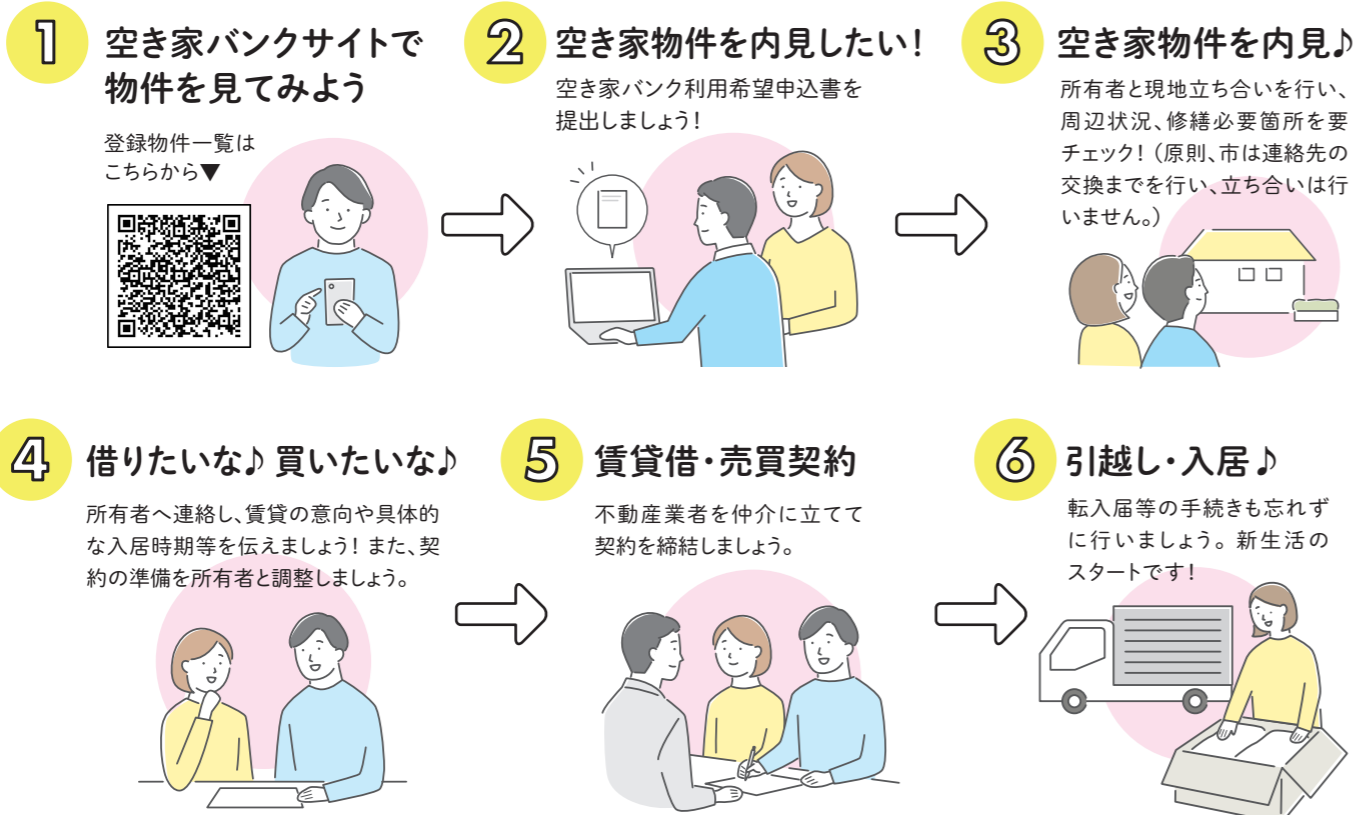 1
空き家バンクサイトで
物件を見てみよう
登録物件一覧は
こちらから▼
2
空き家物件を内見したい!
空き家バンク利用希望申込書を
提出しましょう!
3
空き家物件を内見♪
所有者と現地立ち合いを行い、
周辺状況、修繕必要箇所を要
チェック!(原則、市は連絡先の
交換までを行い、立ち合いは行
いません。)
4
借りたいな♪ 買いたいな♪
所有者へ連絡し、賃貸の意向や具体的
な入居時期等を伝えましょう! また、契
約の準備を所有者と調整しましょう。
5
賃貸借・売買契約
不動産業者を仲介に立てて
契約を締結しましょう。
6
引越し・入居♪
転入届等の手続きも忘れず
に行いましょう。新生活の
スタートです!